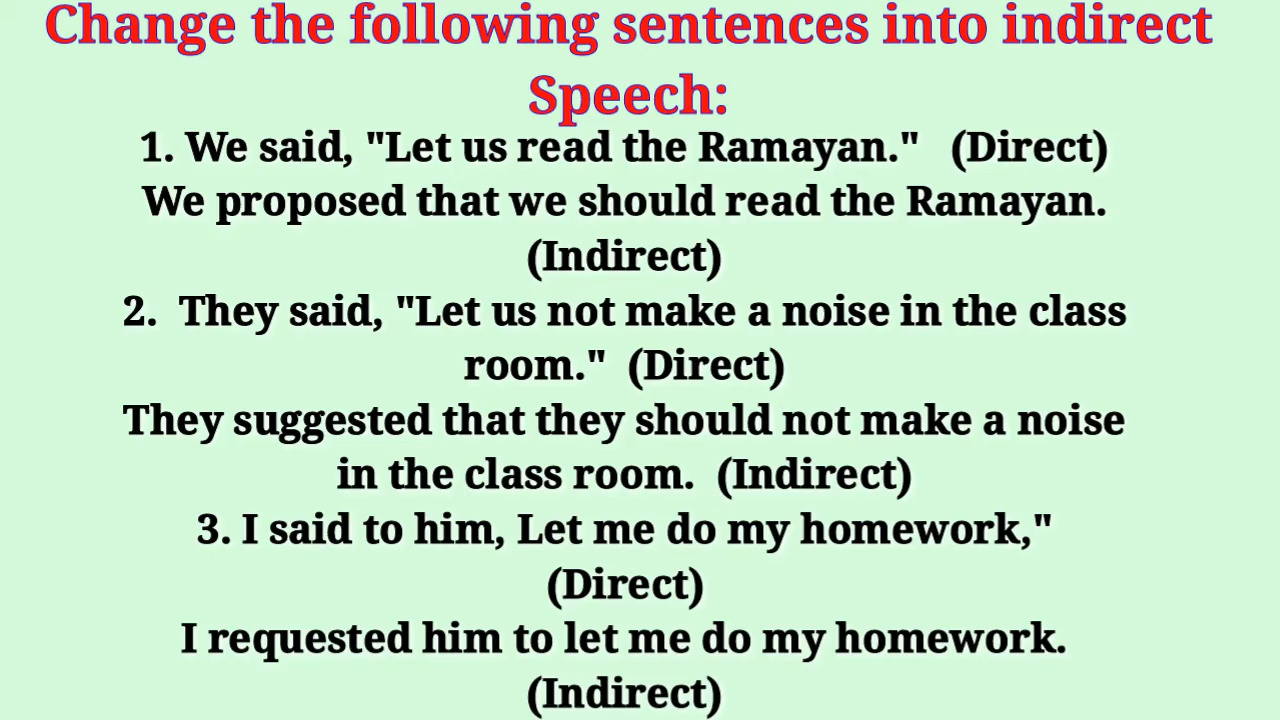 Change the following sentences into indirect
Speech:
1. We said, "Let us read the Ramayan."   (Direct)
We proposed that we should read the Ramayan.
(Indirect)
2.  They said, "Let us not make a noise in the class
room."  (Direct)
They suggested that they should not make a noise
in the class room.  (Indirect)
3. I said to him, Let me do my homework,"
(Direct)
I requested him to let me do my homework.
(Indirect)